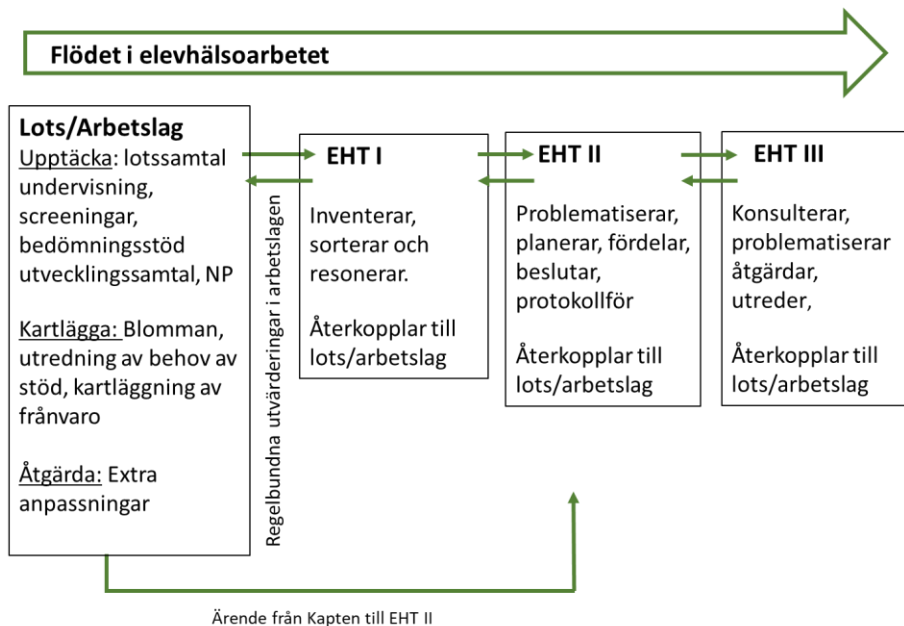 Flödet i elevhälsoarbetet
Lots/Arbetslag
Upptäcka: lotssamtal
undervisning,
screeningar,
bedömningsstöd
utvecklingssamtal, NP
Kartlägga: Blomman,
utredning av behov av
stöd, kartläggning av
frånvaro
Åtgärda: Extra
anpassningar
Regelbundna utvärderingar i arbetslagen
EHT I
Inventerar,
sorterar och
resonerar.
Återkopplar till
lots/arbetslag
EHT II
Problematiserar,
planerar, fördelar,
beslutar,
protokollför
Återkopplar till
lots/arbetslag
EHT III
Konsulterar,
problematiserar
åtgärdar,
utreder,
Återkopplar till
lots/arbetslag
Ärende från Kapten till EHT II